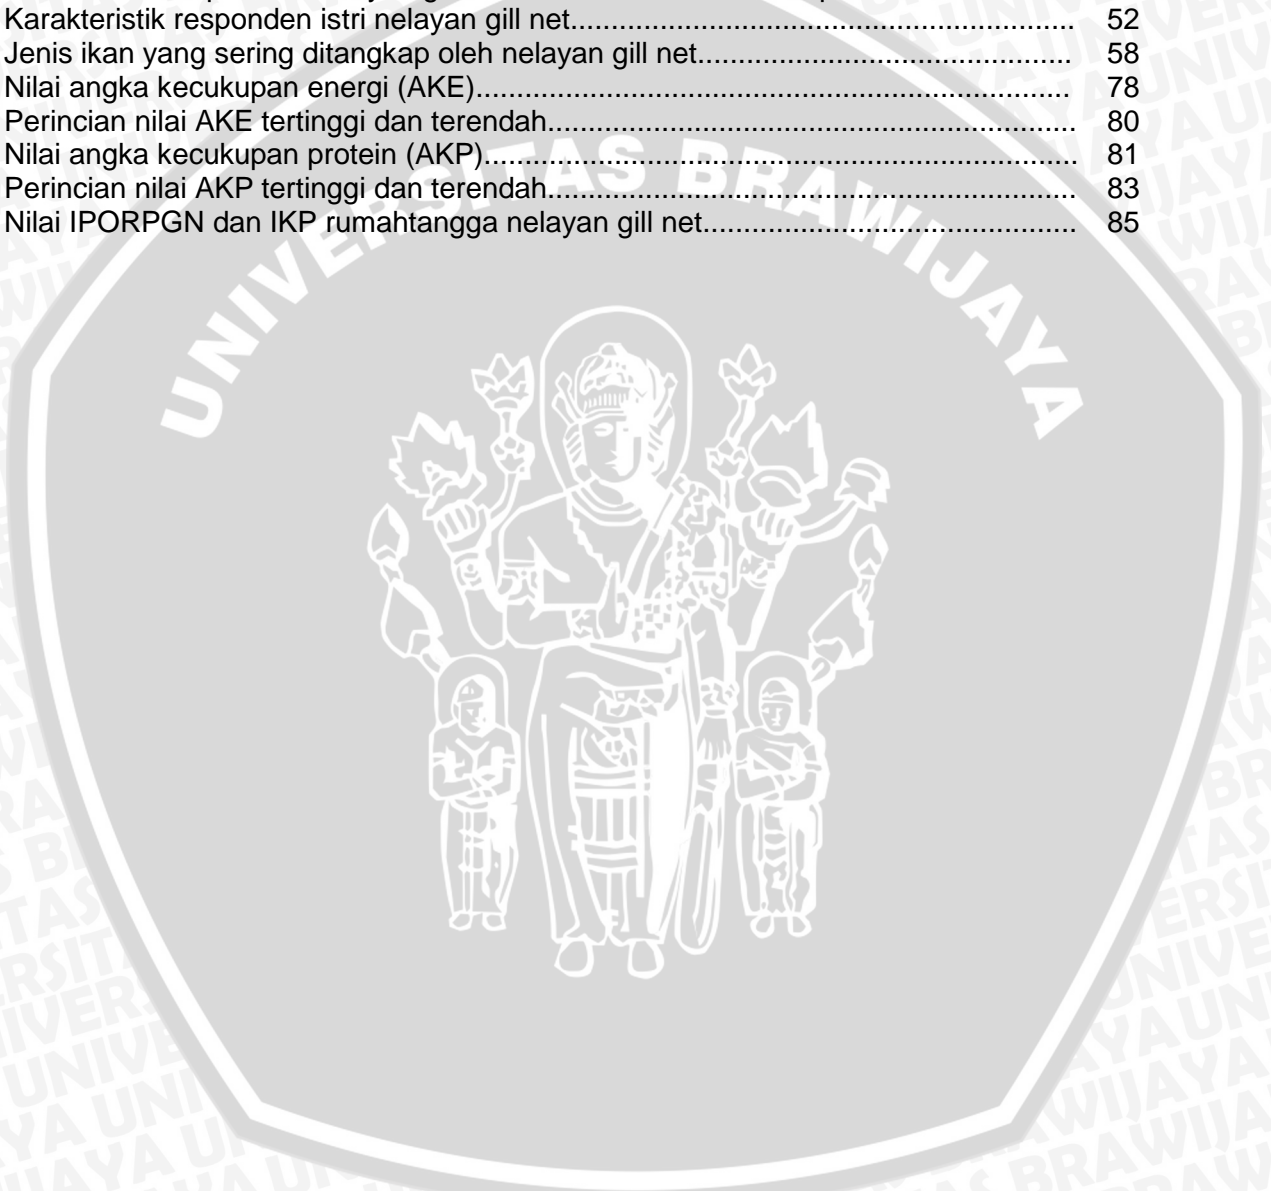 Karakteristik responden istri nelayan gill net.............................................................. 52
Jenis ikan yang sering ditangkap oleh nelayan gill net.............................................. 58
Nilai angka kecukupan energi (AKE)......................................................................... 78
Perincian nilai AKE tertinggi dan terendah................................................................. 80
Nilai angka kecukupan protein (AKP)......................................................................... 81
Perincian nilai AKP tertinggi dan terendah................................................................. 83
Nilai IPORPGN dan IKP rumahtangga nelayan gill net.............................................. 85
UNIVERSITAS BRAWIJAYA